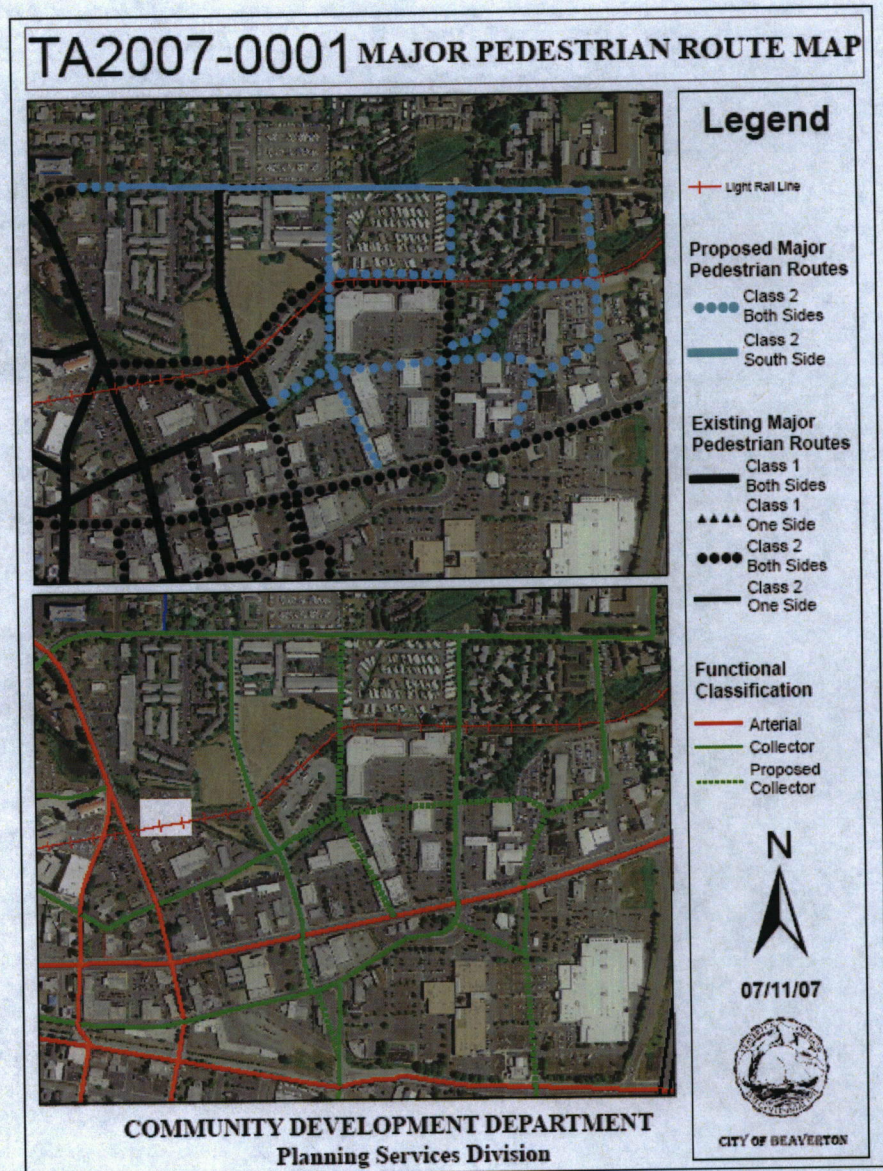 TA2007-0001 MAJOR PEDESTRIAN ROUTE MAP
Legend
Light Rail Line
Proposed Major
Pedestrian Routes
Class 2
Both Sides
Class 2
South Side
Existing Major
Pedestrian Routes
Class 1
Both Sides
Class 1
One Side
Class 2
Both Sides
Class 2
One Side
Functional
Classification
Arterial
Collector
Proposed
Collector
N
07/11/07
CITY OF BEAVERTON
COMMUNITY DEVELOPMENT DEPARTMENT
Planning Services Division